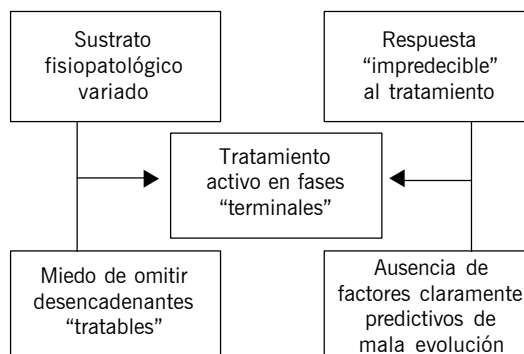 Sustrato
fisiopatológico
variado
Respuesta
“impredecible”
al tratamiento
Tratamiento
activo en fases
“terminales”
Miedo de omitir
desencadenantes
“tratables”
Ausencia de
factores claramente
predictivos de
mala evolución